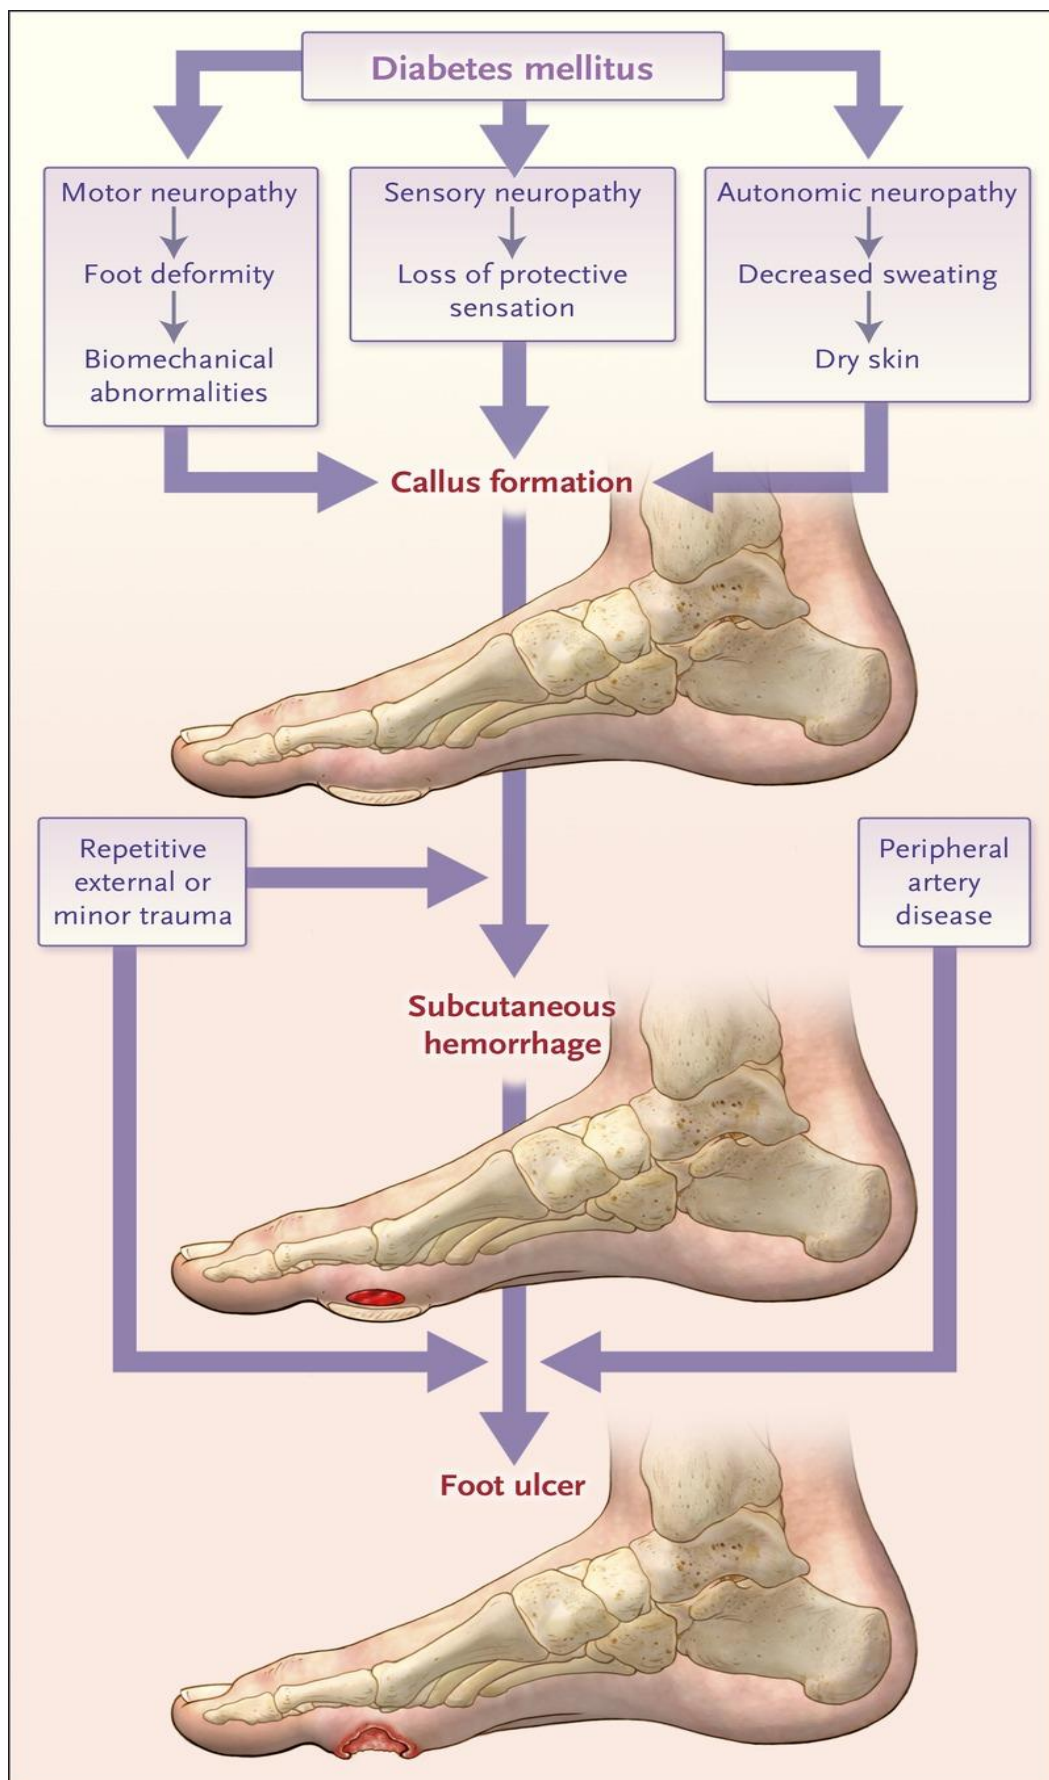 Diabetes mellitus
Motor neuropathy
Foot deformity
Biomechanical
abnormalities
Sensory neuropathy
Loss of protective
sensation
Autonomic neuropathy
Decreased sweating
Dry skin
Callus formation
Repetitive
external or
minor trauma
Peripheral
artery
disease
Subcutaneous
hemorrhage
Foot ulcer